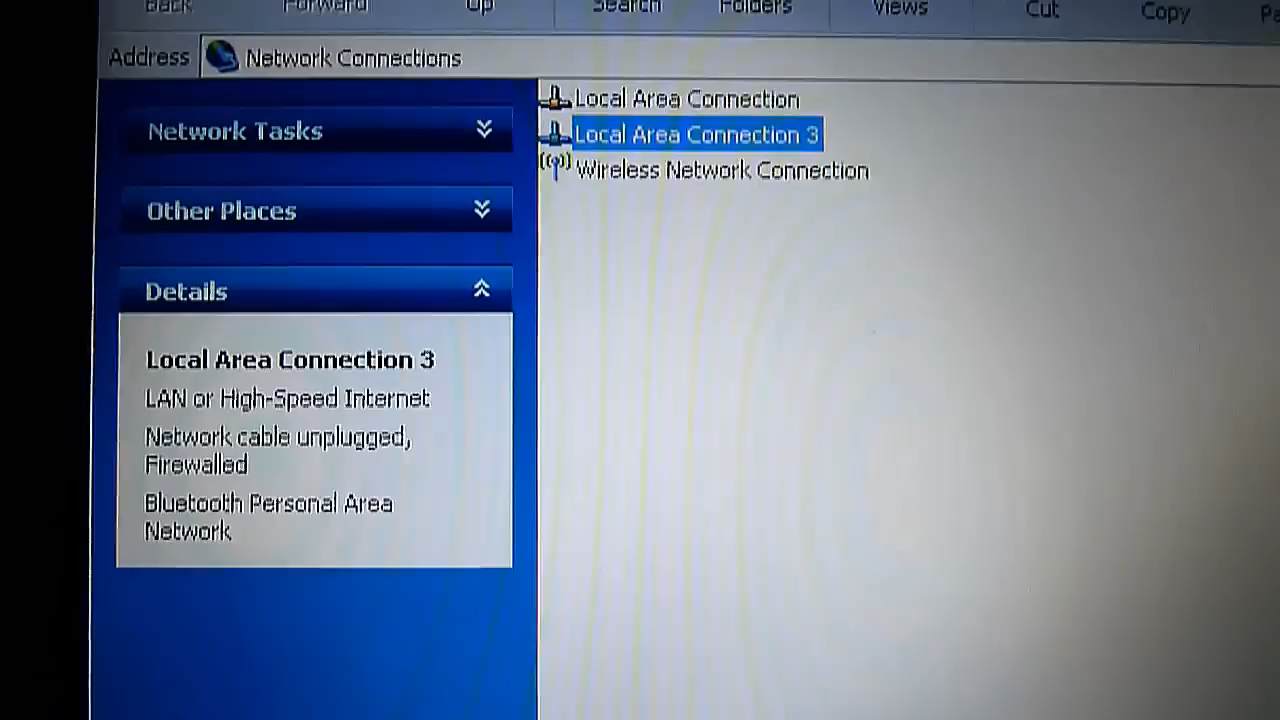 Back Forward Up Search Folders Views Cut Copy
Address Network Connections
Network Tasks
Other Places
Details
Local Area Connection 3
LAN or High-Speed Internet
Network cable unplugged,
Firewalled
Bluetooth Personal Area
Network
Local Area Connection
Local Area Connection 3
Wireless Network Connection